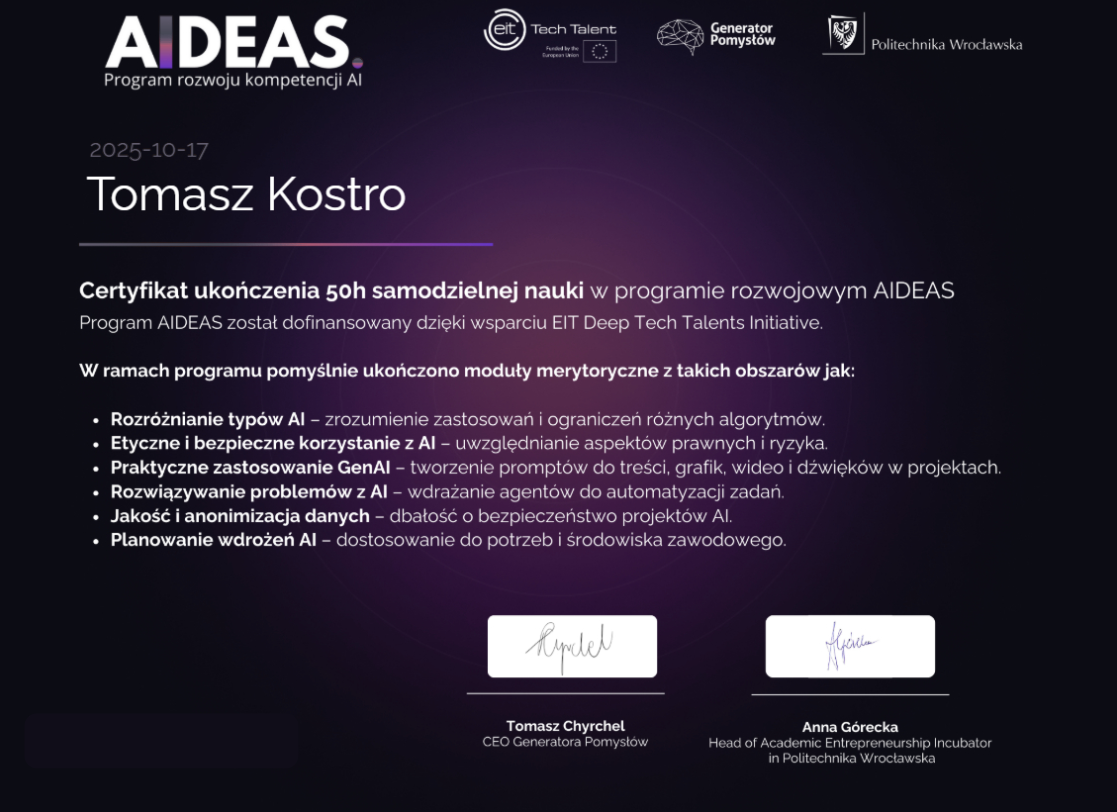 AIDEAS.
Program rozwoju kompetencji AI
eit Tech Talent
Funded by the
European Union
Generator
Pomysłów
Politechnika Wrocławska
2025-10-17
Tomasz Kostro
Certyfikat ukończenia 50h samodzielnej nauki w programie rozwojowym AIDEAS
Program AIDEAS został dofinansowany dzięki wsparciu EIT Deep Tech Talents Initiative.
W ramach programu pomyślnie ukończono moduły merytoryczne z takich obszarów jak:
• Rozróżnianie typów AI – zrozumienie zastosowań i ograniczeń różnych algorytmów.
• Etyczne i bezpieczne korzystanie z AI – uwzględnianie aspektów prawnych i ryzyka.
• Praktyczne zastosowanie GenAI – tworzenie promptów do treści, grafik, wideo i dźwięków w projektach.
• Rozwiązywanie problemów z AI – wdrażanie agentów do automatyzacji zadań.
• Jakość i anonimizacja danych – dbałość o bezpieczeństwo projektów AI.
• Planowanie wdrożeń AI – dostosowanie do potrzeb i środowiska zawodowego.
Tomasz Chyrchel
CEO Generatora Pomysłów
Anna Górecka
Head of Academic Entrepreneurship Incubator
in Politechnika Wrocławska